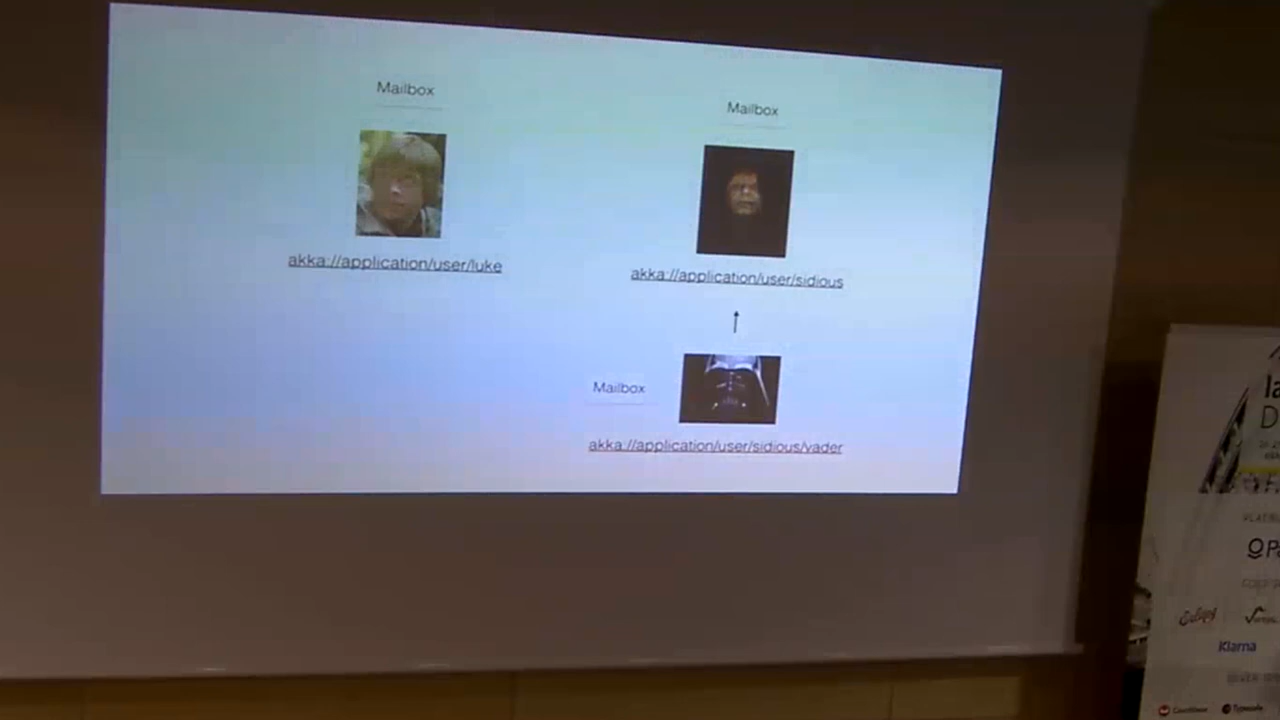 Mailbox
Mailbox
akka://application/user/luke
akka://application/user/sidious
Mailbox
akka://application/user/sidious/vader
Klarna